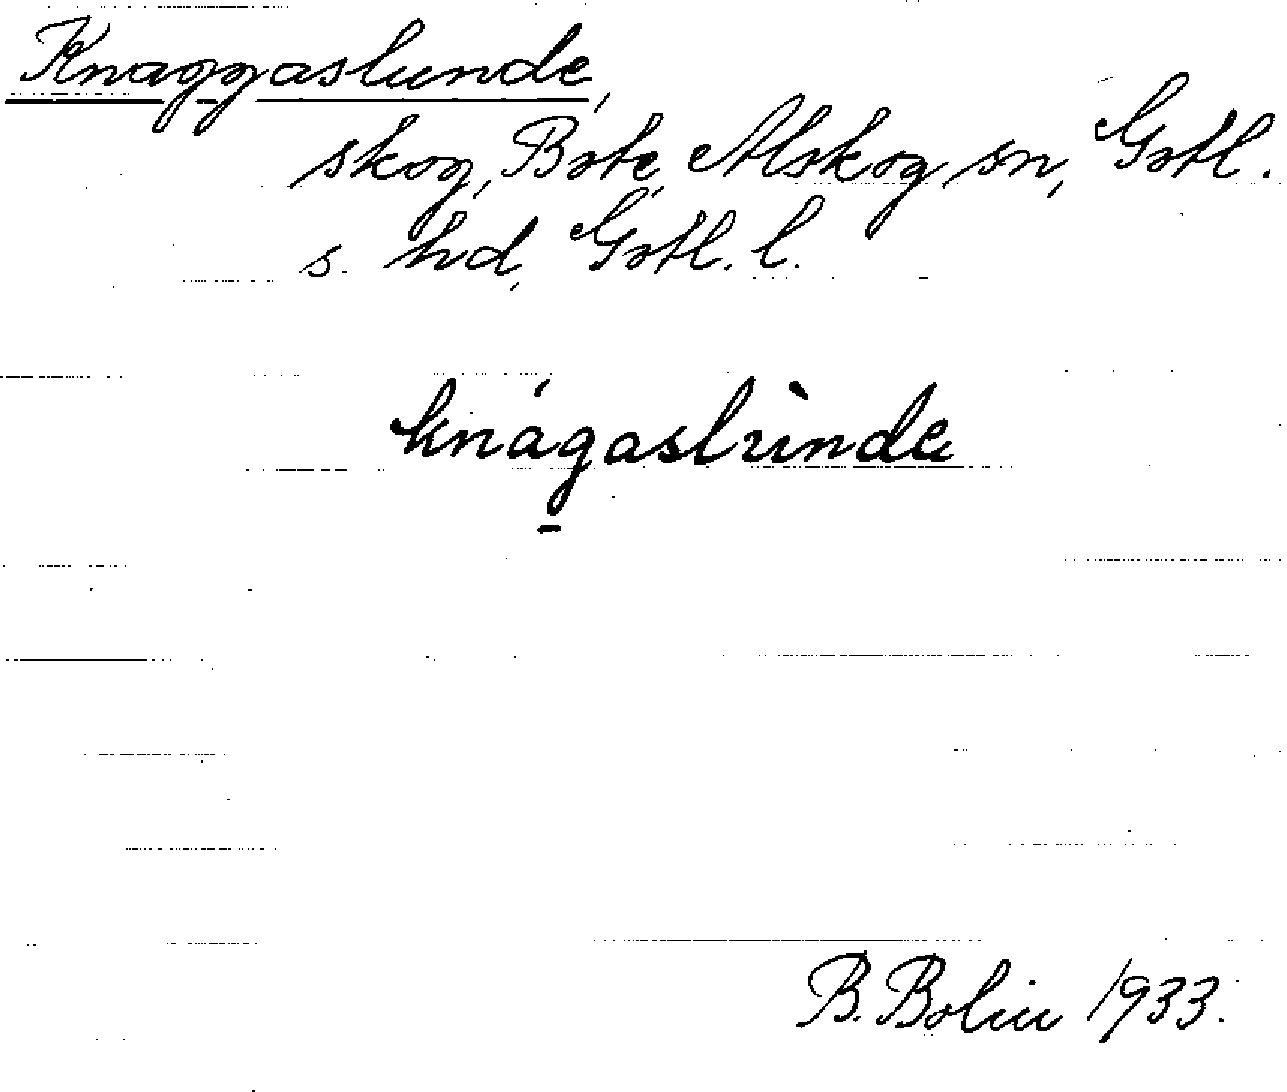 Knaggaslunde,
skog, Bote, Alskog sn, Gotl.
s. hd, Gotl. l.
knágaslùnde
B. Bolin 1933.